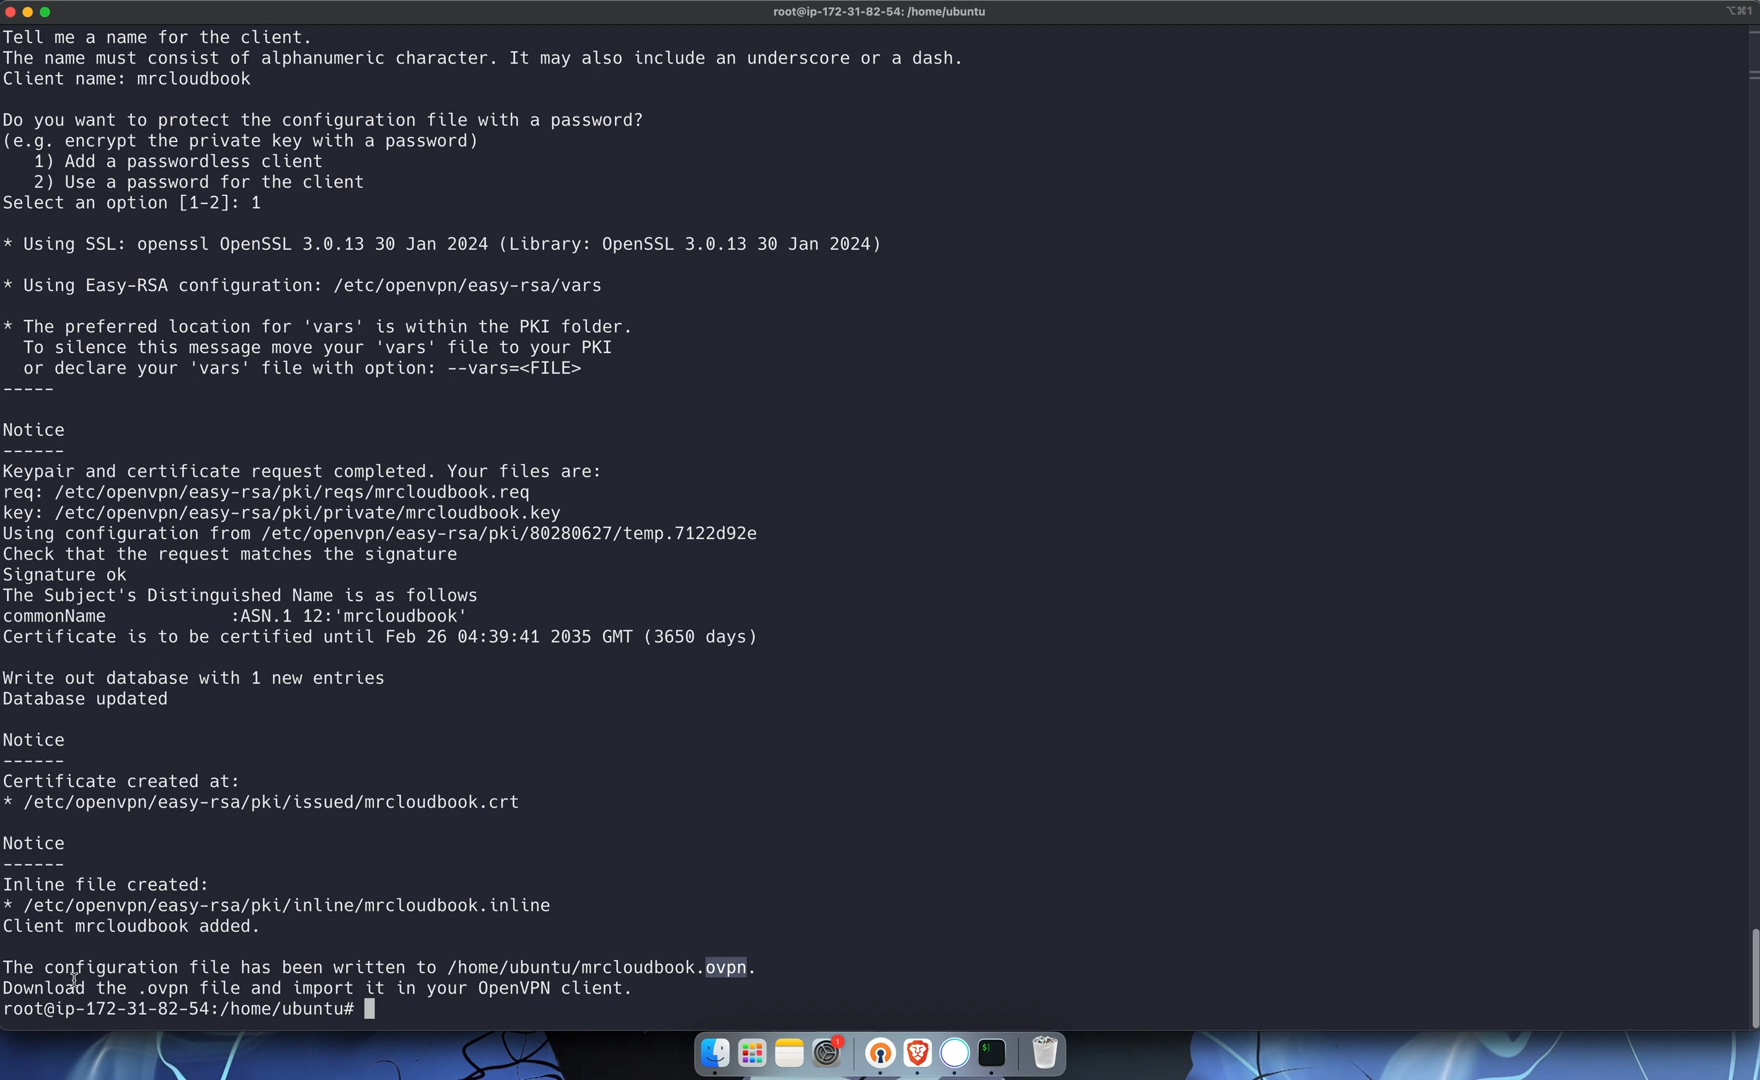 root@ip-172-31-82-54: /home/ubuntu
⌥⌘1
Tell me a name for the client.
The name must consist of alphanumeric character. It may also include an underscore or a dash.
Client name: mrcloudbook
Do you want to protect the configuration file with a password?
(e.g. encrypt the private key with a password)
1) Add a passwordless client
2) Use a password for the client
Select an option [1-2]: 1
* Using SSL: openssl OpenSSL 3.0.13 30 Jan 2024 (Library: OpenSSL 3.0.13 30 Jan 2024)
* Using Easy-RSA configuration: /etc/openvpn/easy-rsa/vars
* The preferred location for 'vars' is within the PKI folder.
To silence this message move your 'vars' file to your PKI
or declare your 'vars' file with option: --vars=<FILE>
-----
Notice
------
Keypair and certificate request completed. Your files are:
req: /etc/openvpn/easy-rsa/pki/reqs/mrcloudbook.req
key: /etc/openvpn/easy-rsa/pki/private/mrcloudbook.key
Using configuration from /etc/openvpn/easy-rsa/pki/80280627/temp.7122d92e
Check that the request matches the signature
Signature ok
The Subject's Distinguished Name is as follows
commonName            :ASN.1 12:'mrcloudbook'
Certificate is to be certified until Feb 26 04:39:41 2035 GMT (3650 days)
Write out database with 1 new entries
Database updated
Notice
------
Certificate created at:
* /etc/openvpn/easy-rsa/pki/issued/mrcloudbook.crt
Notice
------
Inline file created:
* /etc/openvpn/easy-rsa/pki/inline/mrcloudbook.inline
Client mrcloudbook added.
The configuration file has been written to /home/ubuntu/mrcloudbook.ovpn.
Download the .ovpn file and import it in your OpenVPN client.
root@ip-172-31-82-54:/home/ubuntu#
1
$